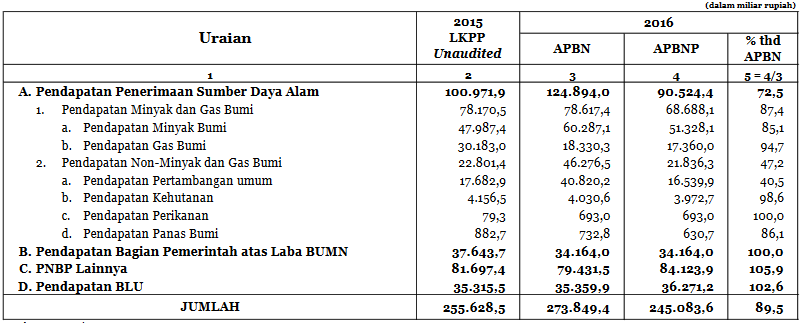 (dalam miliar rupiah)
Uraian 2015 LKPP Unaudited 2016
APBN APBNP % thd APBN
1 2 3 4 5 = 4/3
A. Pendapatan Penerimaan Sumber Daya Alam 100.971,9 124.894,0 90.524,4 72,5
1. Pendapatan Minyak dan Gas Bumi 78.170,5 78.617,4 68.688,1 87,4
a. Pendapatan Minyak Bumi 47.987,4 60.287,1 51.328,1 85,1
b. Pendapatan Gas Bumi 30.183,0 18.330,3 17.360,0 94,7
2. Pendapatan Non-Minyak dan Gas Bumi 22.801,4 46.276,5 21.836,3 47,2
a. Pendapatan Pertambangan umum 17.682,9 40.820,2 16.539,9 40,5
b. Pendapatan Kehutanan 4.156,5 4.030,6 3.972,7 98,6
c. Pendapatan Perikanan 79,3 693,0 693,0 100,0
d. Pendapatan Panas Bumi 882,7 732,8 630,7 86,1
B. Pendapatan Bagian Pemerintah atas Laba BUMN 37.643,7 34.164,0 34.164,0 100,0
C. PNBP Lainnya 81.697,4 79.431,5 84.123,9 105,9
D. Pendapatan BLU 35.315,5 35.359,9 36.271,2 102,6
JUMLAH 255.628,5 273.849,4 245.083,6 89,5